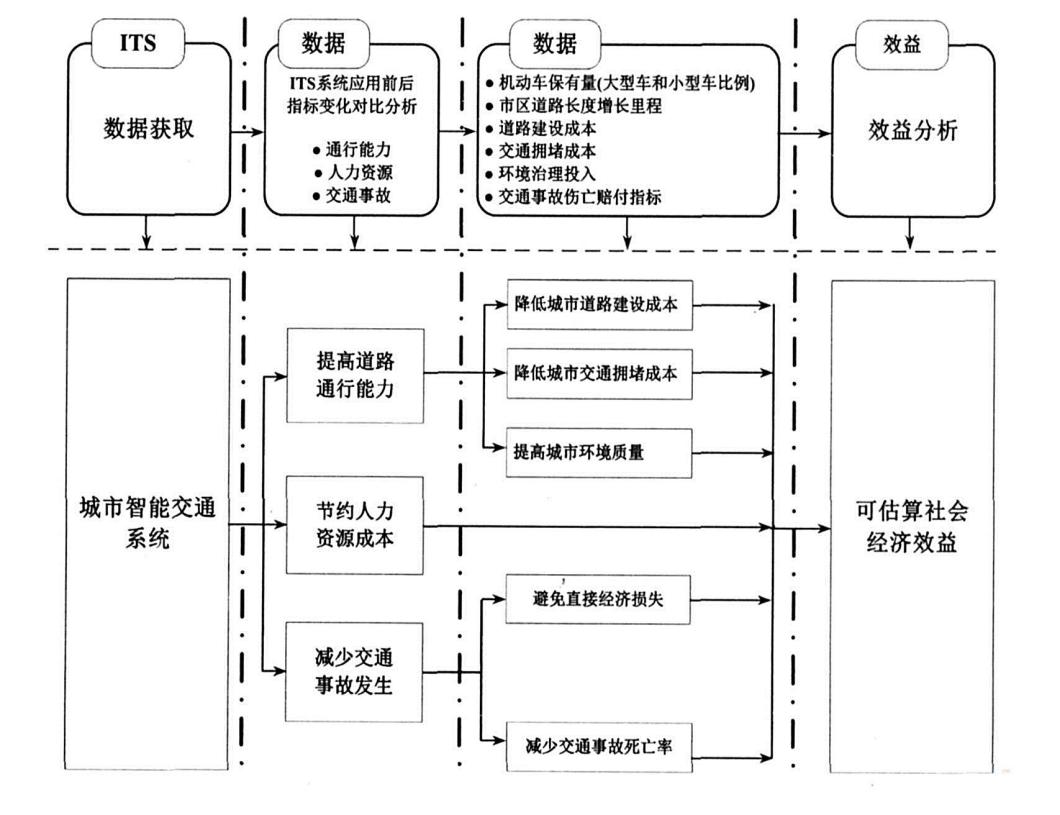 ITS
数据获取
数据
ITS系统应用前后
指标变化对比分析
● 通行能力
● 人力资源
● 交通事故
数据
● 机动车保有量(大型车和小型车比例)
● 市区道路长度增长里程
● 道路建设成本
● 交通拥堵成本
● 环境治理投入
● 交通事故伤亡赔付指标
效益
效益分析
城市智能交通
系统
提高道路
通行能力
节约人力
资源成本
减少交通
事故发生
降低城市道路建设成本
降低城市交通拥堵成本
提高城市环境质量
避免直接经济损失
减少交通事故死亡率
可估算社会
经济效益